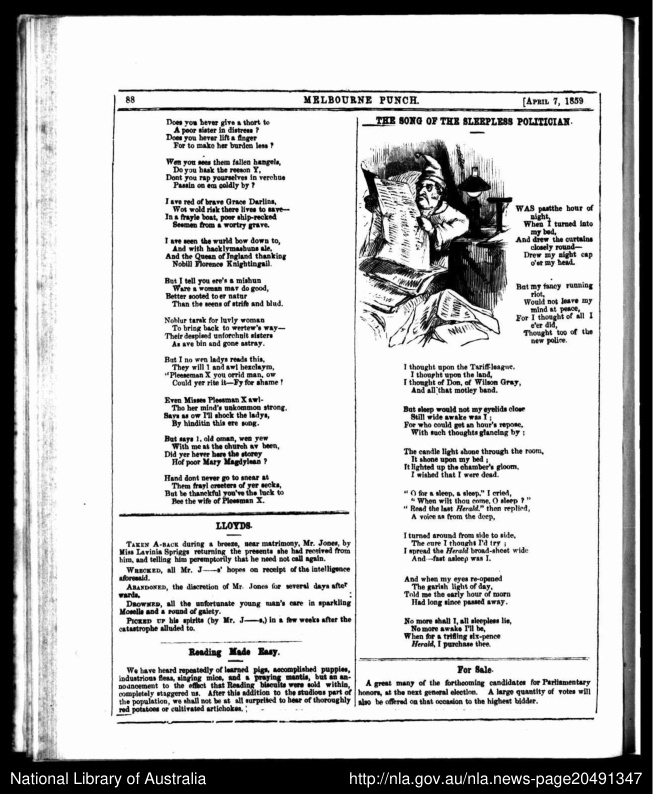 88
MELBOURNE PUNCH.
[APRIL 7, 1859
Does you hever give a thort to
A poor sister in distress ?
Does you hever lift a finger
For to make her burden less ?
Wen you sees them fallen hangels,
Do you hask the reason Y,
Dont you rap yourselves in verchus
Passin on em coldly by ?
I ave red of brave Grace Darlins,
Wot wold risk there lives to save—
In a frayle boat, poor ship-recked
Seemen from a wortry grave.
I ave seen the wurld bow down to,
And with hacklymashuns ale,
And the Quean of Ingland thanking
Nobill Florence Knightingail.
But I tell you ere's a mishun
Ware a woman may do good,
Better sooted to er natur
Than the seens of strife and blud.
Noblur tarsk for luvly woman
To bring back to wertew's way—
Their despised unforchnit sisters
As ave bin and gone astray.
But I no wen ladys reads this,
They will 1 and awl hexclaym,
"Pleeseman X you orrid man, ow
Could yer rite it—Fy for shame !
Even Misses Pleesman X awl-
Tho her mind's unkommon strong,
Says as ow I'll shock the ladys,
By hinditin this ere song.
But says 1, old oman, wen yew
With me at the church av been,
Did yer hever here the storey
Hof poor Mary Magdylean ?
Hand dont never go to snear at
Them frayl creeters of yer secks,
But be thanckful you've the luck to
Bee the wife of Pleesman X.
LLOYDS.
TAKEN A-BACK during a breeze, near matrimony, Mr. Jones, by
Miss Lavinia Spriggs returning the presents she had received from
him, and telling him peremptorily that he need not call again.
WRECKED, all Mr. J——s' hopes on receipt of the intelligence
aforesaid.
ABANDONED, the discretion of Mr. Jones for several days after
wards.
DROWNED, all the unfortunate young man's care in sparkling
Moselle and a round of gaiety.
PICKED UP his spirits (by Mr. J——s,) in a few weeks after the
catastrophe alluded to.
Reading Made Easy.
We have heard repeatedly of learned pigs, accomplished puppies,
industrious fleas, singing mice, and a praying mantis, but an an-
nouncement to the effect that Reading biscuits were sold within,
completely staggered us. After this addition to the studious part of
the population, we shall not be at all surprised to hear of thoroughly
red potatoes or cultivated artichokes.
THE SONG OF THE SLEEPLESS POLITICIAN.
WAS pastthe hour of
night,
When I turned into
my bed,
And drew the curtains
closely round—
Drew my night cap
o'er my head.
But my fancy running
riot,
Would not leave my
mind at peace,
For I thought of all I
e'er did,
Thought too of the
new police.
I thought upon the Tariff-league,
I thought upon the land,
I thought of Don, of Wilson Gray,
And all that motley band.
But sleep would not my eyelids close
Still wide awake was I ;
For who could get an hour's repose,
With such thoughts glancing by ;
The candle light shone through the room,
It shone upon my bed ;
It lighted up the chamber's gloom,
I wished that I were dead.
" O for a sleep, a sleep," I cried,
" When wilt thou come, O sleep ? "
" Read the last Herald." then replied,
A voice as from the deep,
I turned around from side to side,
The cure I thought I'd try ;
I spread the Herald broad-sheet wide
And—fast asleep was I.
And when my eyes re-opened
The garish light of day,
Told me the early hour of morn
Had long since passed away.
No more shall I, all sleepless lie,
No more awake I'll be,
When for a trifling six-pence
Herald, I purchase thee.
For Sale.
A great many of the forthcoming candidates for Parliamentary
honors, at the next general election. A large quantity of votes will
also be offered on that occasion to the highest bidder.
National Library of Australia
http://nla.gov.au/nla.news-page20491347